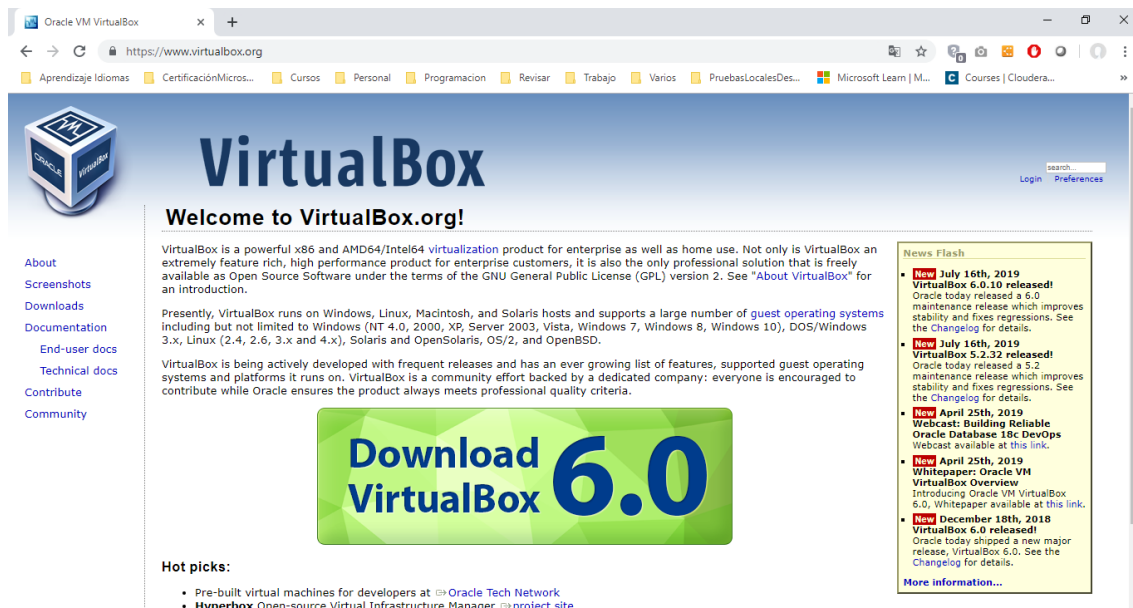 Oracle VM VirtualBox
https://www.virtualbox.org
0
Aprendizaje Idiomas
CertificaciónMicros...
Cursos
Personal
Programacion
Revisar
Trabajo
Varios
PruebasLocalesDes...
Microsoft Learn | M...
C Courses | Cloudera...
ORACLE
VirtualBox
VirtualBox
search...
Login Preferences
Welcome to VirtualBox.org!
About
Screenshots
Downloads
Documentation
End-user docs
Technical docs
Contribute
Community
VirtualBox is a powerful x86 and AMD64/Intel64 virtualization product for enterprise as well as home use. Not only is VirtualBox an
extremely feature rich, high performance product for enterprise customers, it is also the only professional solution that is freely
available as Open Source Software under the terms of the GNU General Public License (GPL) version 2. See "About VirtualBox" for
an introduction.
Presently, VirtualBox runs on Windows, Linux, Macintosh, and Solaris hosts and supports a large number of guest operating systems
including but not limited to Windows (NT 4.0, 2000, XP, Server 2003, Vista, Windows 7, Windows 8, Windows 10), DOS/Windows
3.x, Linux (2.4, 2.6, 3.x and 4.x), Solaris and OpenSolaris, OS/2, and OpenBSD.
VirtualBox is being actively developed with frequent releases and has an ever growing list of features, supported guest operating
systems and platforms it runs on. VirtualBox is a community effort backed by a dedicated company: everyone is encouraged to
contribute while Oracle ensures the product always meets professional quality criteria.
Download
VirtualBox 6.0
Hot picks:
Pre-built virtual machines for developers at Oracle Tech Network
Hyperbox Open-source Virtual Infrastructure Manager project site
News Flash
New July 16th, 2019
VirtualBox 6.0.10 released!
Oracle today released a 6.0
maintenance release which improves
stability and fixes regressions. See
the Changelog for details.
New July 16th, 2019
VirtualBox 5.2.32 released!
Oracle today released a 5.2
maintenance release which improves
stability and fixes regressions. See
the Changelog for details.
New April 25th, 2019
Webcast: Building Reliable
Oracle Database 18c DevOps
Webcast available at this link.
New April 25th, 2019
Whitepaper: Oracle VM
VirtualBox Overview
Introducing Oracle VM VirtualBox
6.0, Whitepaper available at this link.
New December 18th, 2018
VirtualBox 6.0 released!
Oracle today shipped a new major
release, VirtualBox 6.0. See the
Changelog for details.
More information...